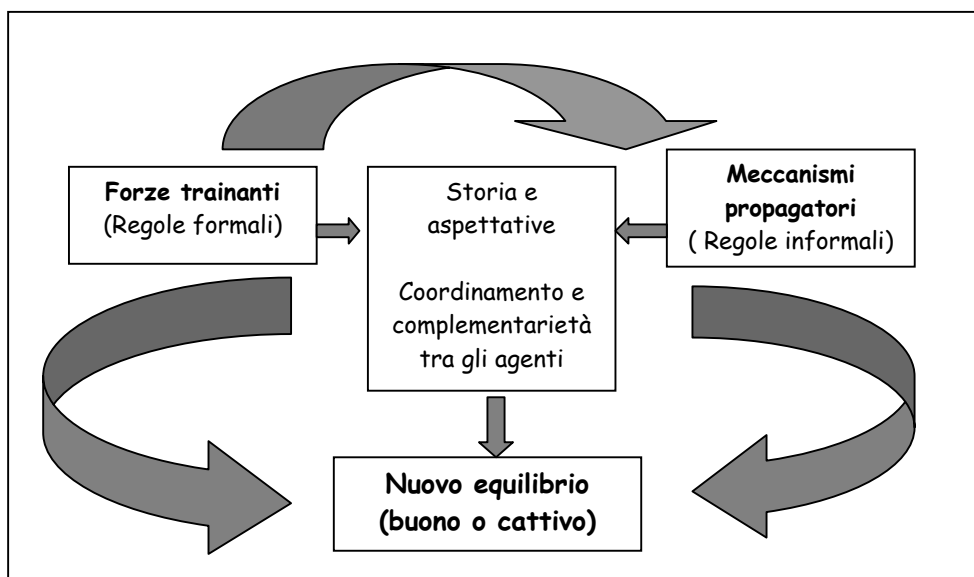 Forze trainanti
(Regole formali)
Storia e
aspettative
Coordinamento e
complementarietà
tra gli agenti
Meccanismi
propagatori
( Regole informali)
Nuovo equilibrio
(buono o cattivo)